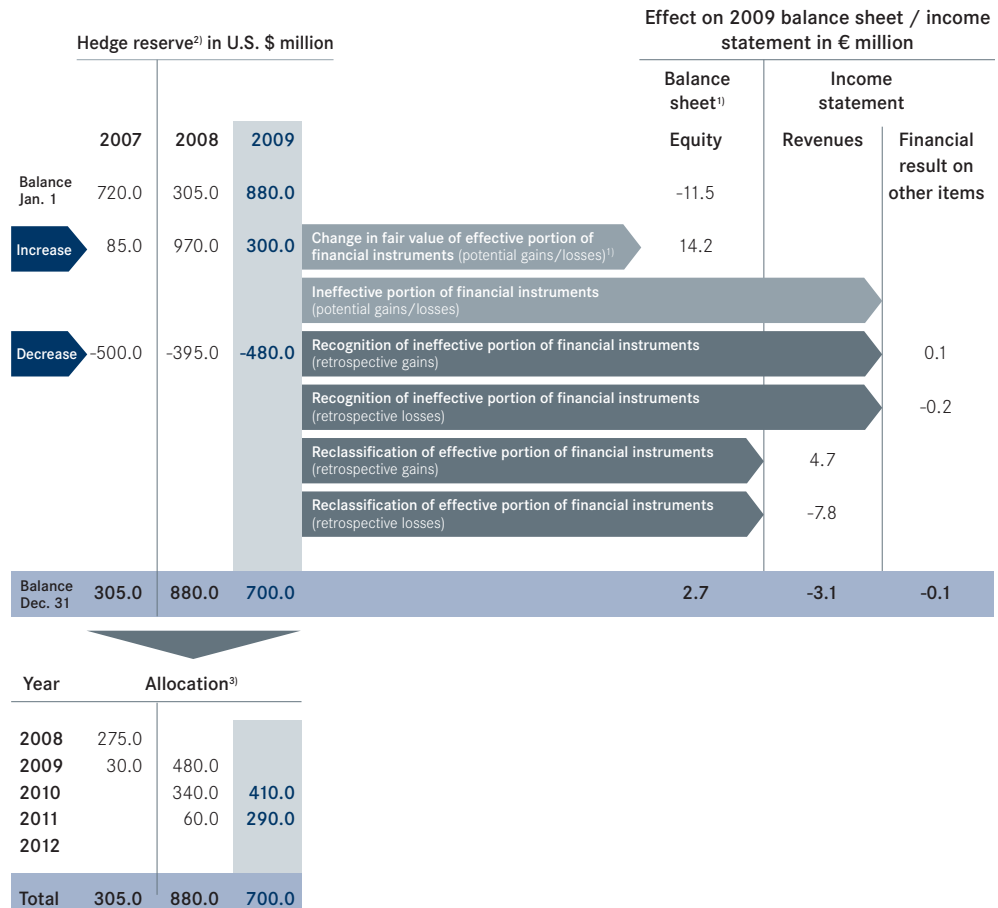 Effect on 2009 balance sheet / income
statement in € million
Hedge reserve²⁾ in U.S. $ million
Balance
sheet¹⁾
Income
statement
2007 2008 2009 Equity Revenues Financial
result on
other items
Balance
Jan. 1
720.0 305.0 880.0 -11.5
Increase 85.0 970.0 300.0 Change in fair value of effective portion of
financial instruments (potential gains/losses)¹⁾ 14.2
Ineffective portion of financial instruments
(potential gains/losses)
Decrease -500.0 -395.0 -480.0 Recognition of ineffective portion of financial instruments
(retrospective gains) 0.1
Recognition of ineffective portion of financial instruments
(retrospective losses) -0.2
Reclassification of effective portion of financial instruments
(retrospective gains) 4.7
Reclassification of effective portion of financial instruments
(retrospective losses) -7.8
Balance
Dec. 31
305.0 880.0 700.0 2.7 -3.1 -0.1
Year Allocation³⁾
2008 275.0
2009 30.0 480.0
2010 340.0 410.0
2011 60.0 290.0
2012
Total 305.0 880.0 700.0